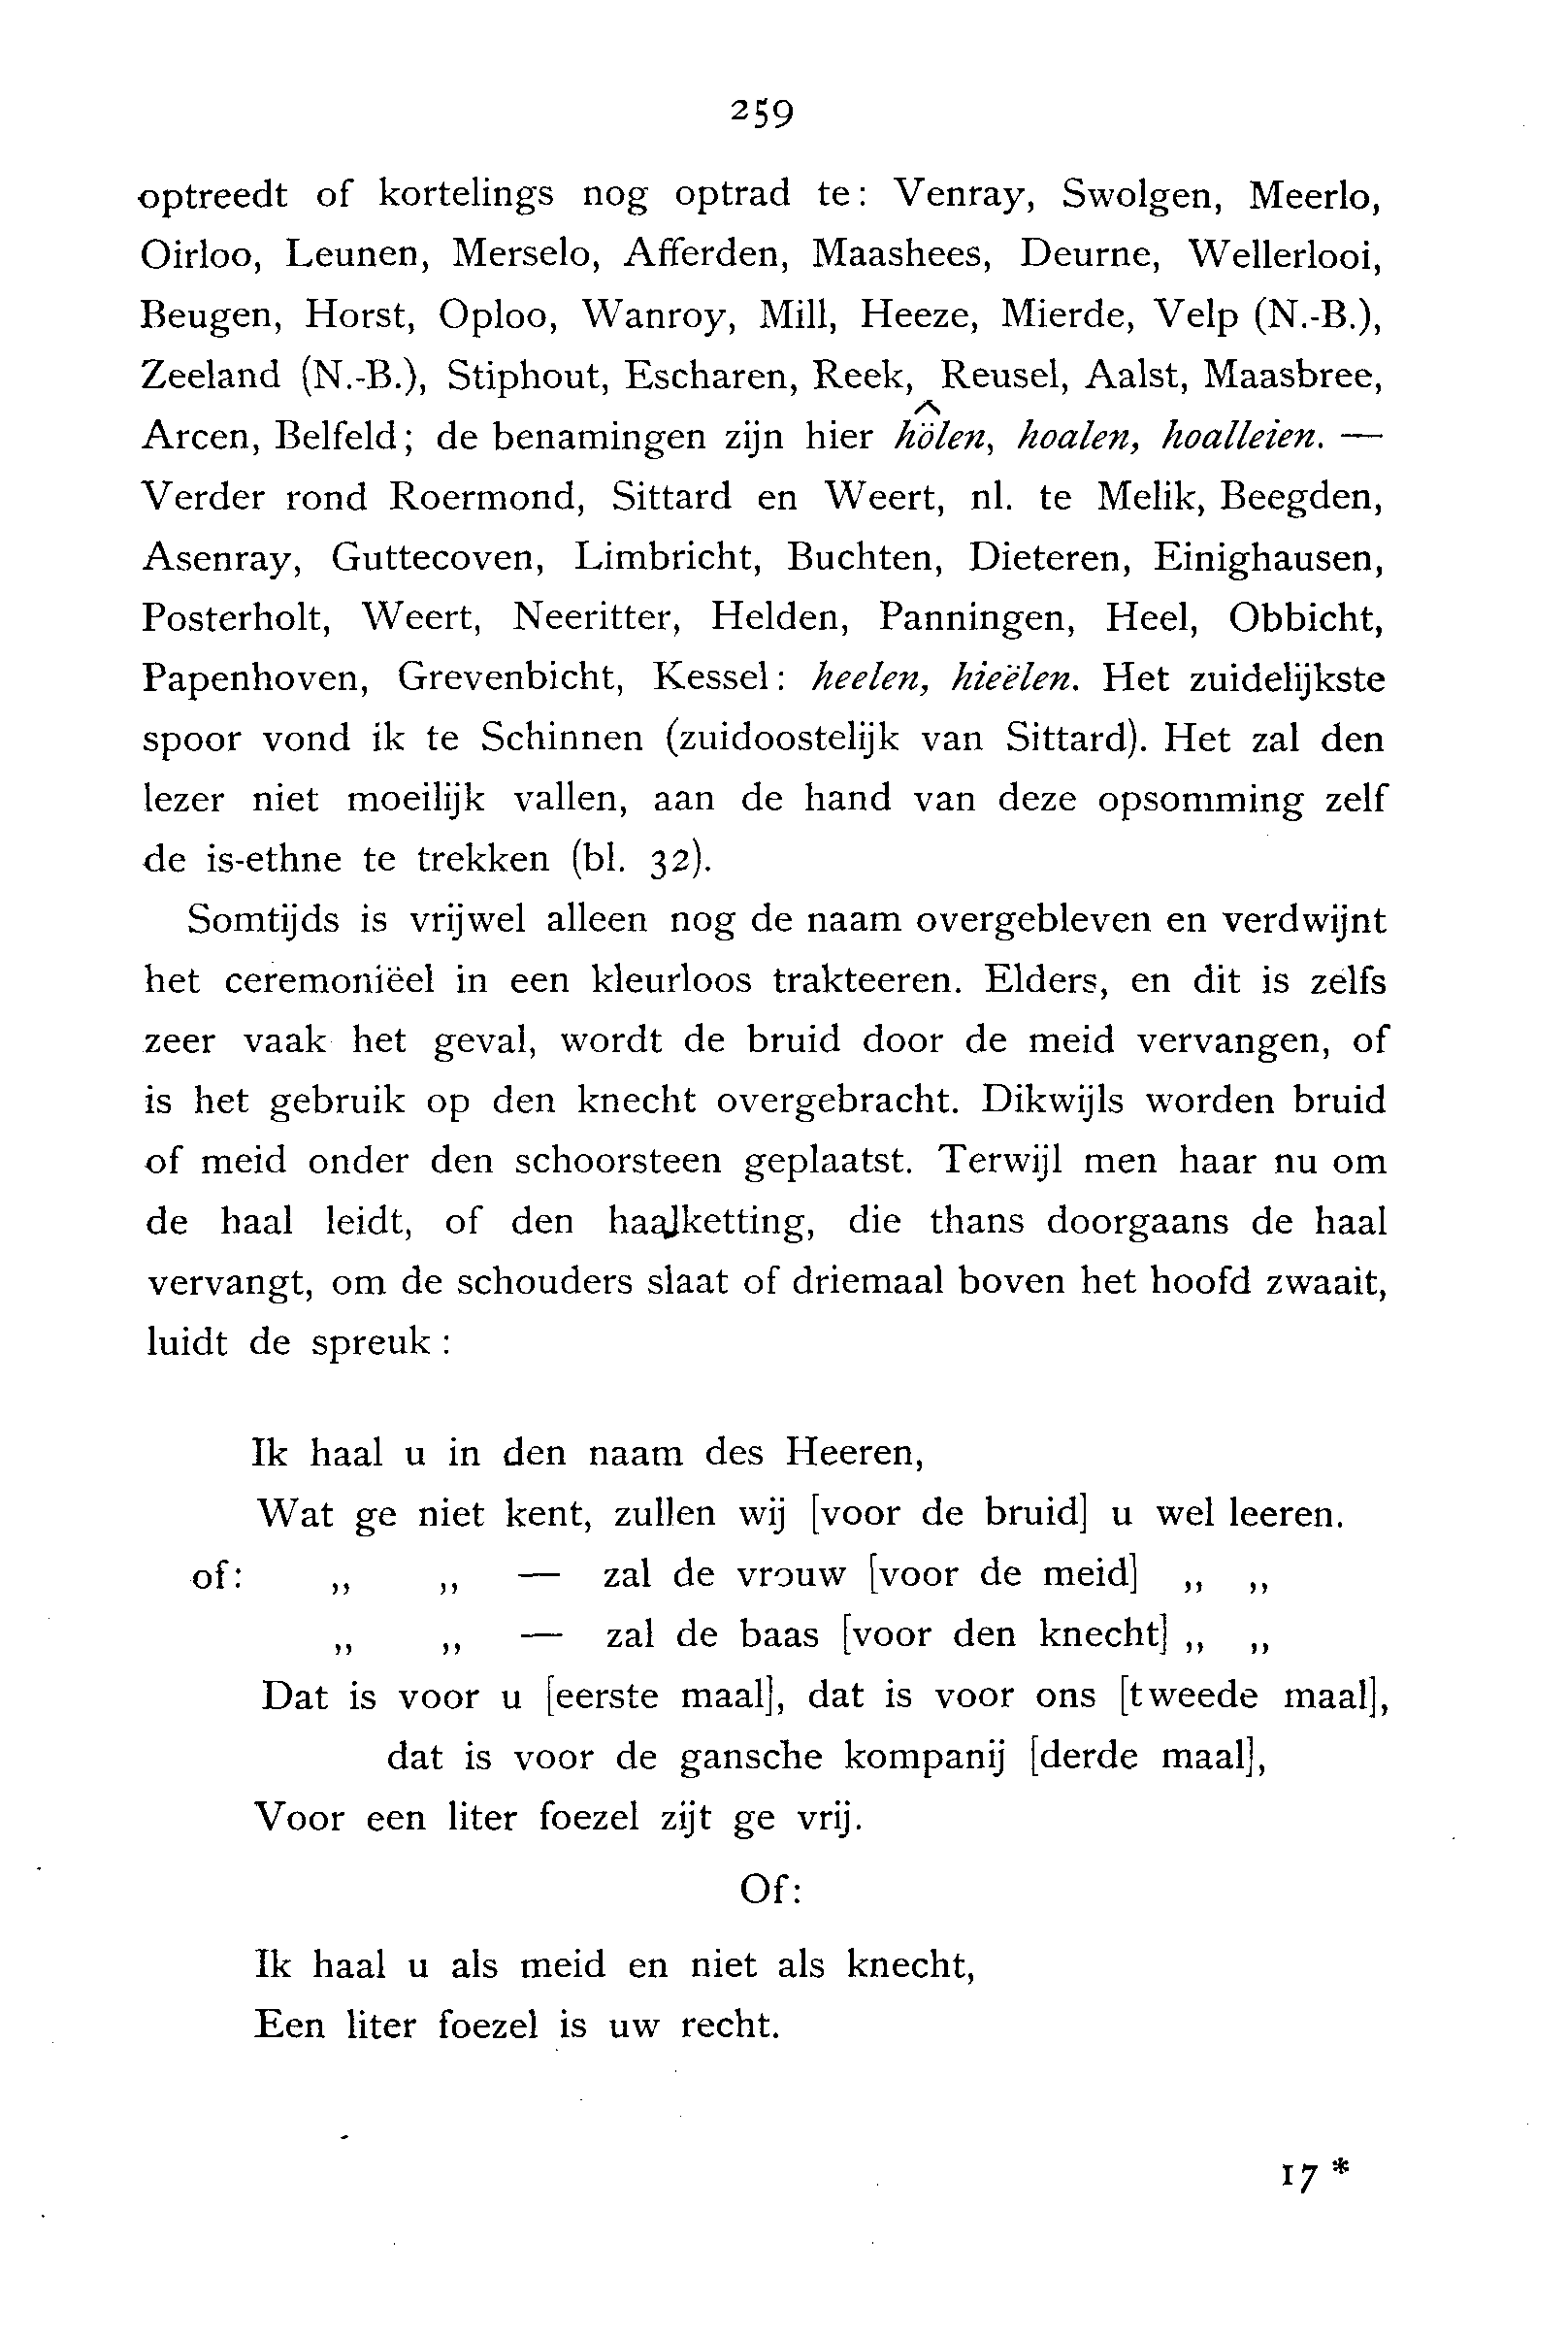 259
optreedt of kortelings nog optrad te: Venray, Swolgen, Meerlo,
Oirloo, Leunen, Merselo, Afferden, Maashees, Deurne, Wellerlooi,
Beugen, Horst, Oploo, Wanroy, Mill, Heeze, Mierde, Velp (N.-B.),
Zeeland (N.-B.), Stiphout, Escharen, Reek, Reusel, Aalst, Maasbree,
Arcen, Belfeld; de benamingen zijn hier hö̂len, hoalen, hoalleien. —
Verder rond Roermond, Sittard en Weert, nl. te Melik, Beegden,
Asenray, Guttecoven, Limbricht, Buchten, Dieteren, Einighausen,
Posterholt, Weert, Neeritter, Helden, Panningen, Heel, Obbicht,
Papenhoven, Grevenbicht, Kessel: heelen, hieëlen. Het zuidelijkste
spoor vond ik te Schinnen (zuidoostelijk van Sittard). Het zal den
lezer niet moeilijk vallen, aan de hand van deze opsomming zelf
de is-ethne te trekken (bl. 32).
Somtijds is vrijwel alleen nog de naam overgebleven en verdwijnt
het ceremoniëel in een kleurloos trakteeren. Elders, en dit is zelfs
zeer vaak het geval, wordt de bruid door de meid vervangen, of
is het gebruik op den knecht overgebracht. Dikwijls worden bruid
of meid onder den schoorsteen geplaatst. Terwijl men haar nu om
de haal leidt, of den haalketting, die thans doorgaans de haal
vervangt, om de schouders slaat of driemaal boven het hoofd zwaait,
luidt de spreuk:
Ik haal u in den naam des Heeren,
Wat ge niet kent, zullen wij [voor de bruid] u wel leeren.
of: „ „ — zal de vrouw [voor de meid] „ „
„ „ — zal de baas [voor den knecht] „ „
Dat is voor u [eerste maal], dat is voor ons [tweede maal],
dat is voor de gansche kompanij [derde maal],
Voor een liter foezel zijt ge vrij.
Of:
Ik haal u als meid en niet als knecht,
Een liter foezel is uw recht.
17*